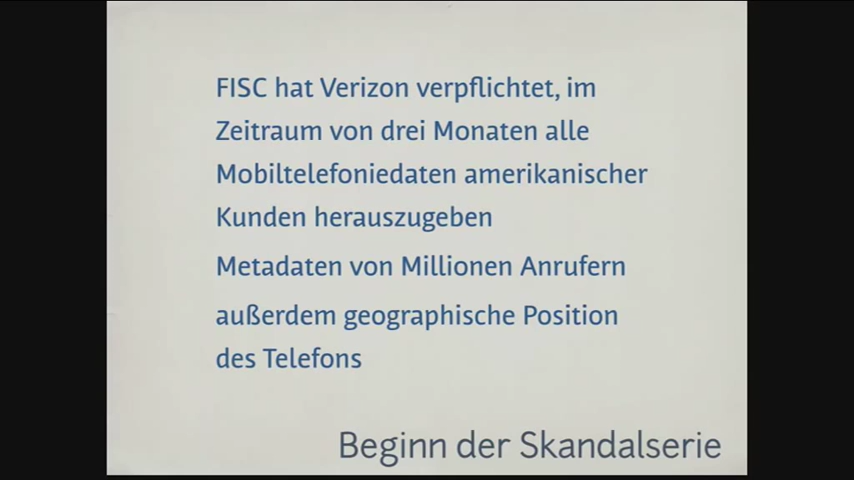 FISC hat Verizon verpflichtet, im
Zeitraum von drei Monaten alle
Mobiltelefoniedaten amerikanischer
Kunden herauszugeben
Metadaten von Millionen Anrufern
außerdem geographische Position
des Telefons
Beginn der Skandalserie